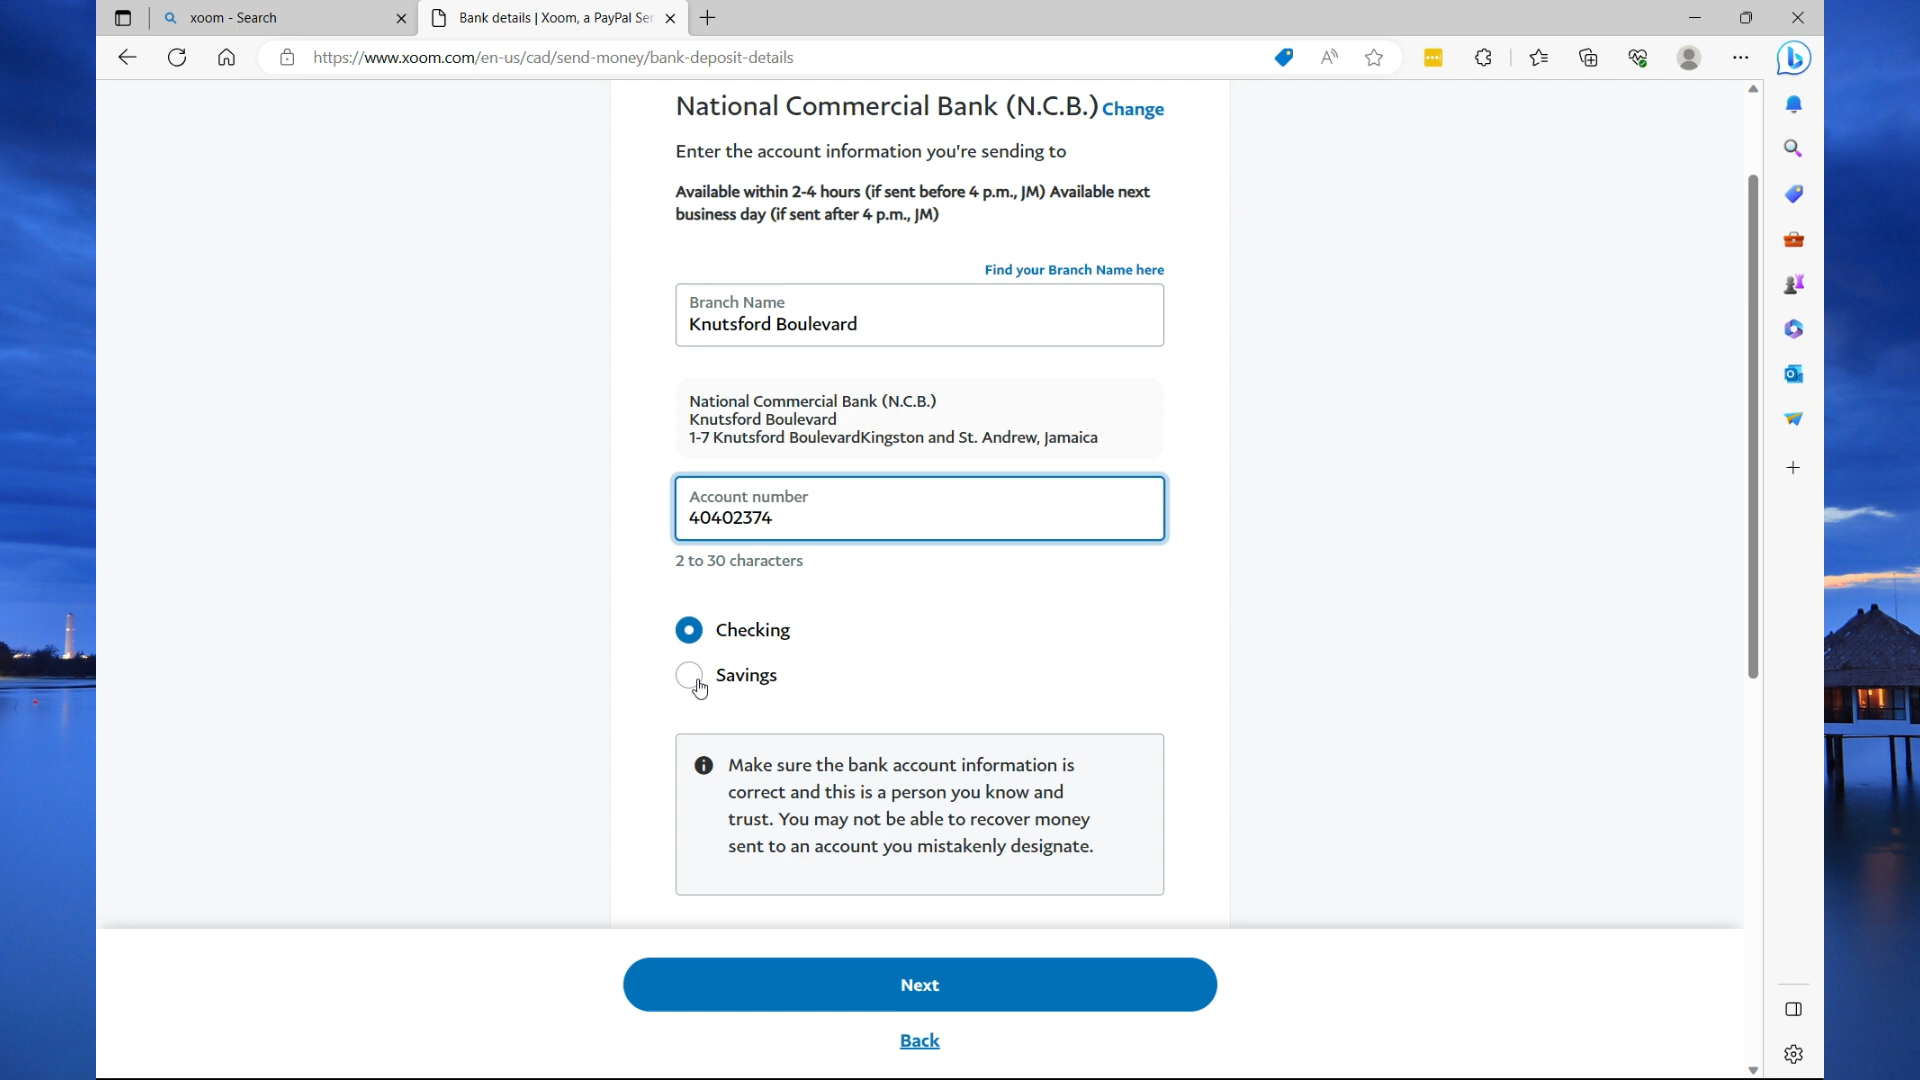 xoom - Search
Bank details | Xoom, a PayPal Ser
https://www.xoom.com/en-us/cad/send-money/bank-deposit-details
National Commercial Bank (N.C.B.) Change
Enter the account information you're sending to
Available within 2-4 hours (if sent before 4 p.m., JM) Available next
business day (if sent after 4 p.m., JM)
Find your Branch Name here
Branch Name
Knutsford Boulevard
National Commercial Bank (N.C.B.)
Knutsford Boulevard
1-7 Knutsford BoulevardKingston and St. Andrew, Jamaica
Account number
40402374
2 to 30 characters
Checking
Savings
Make sure the bank account information is
correct and this is a person you know and
trust. You may not be able to recover money
sent to an account you mistakenly designate.
Next
Back